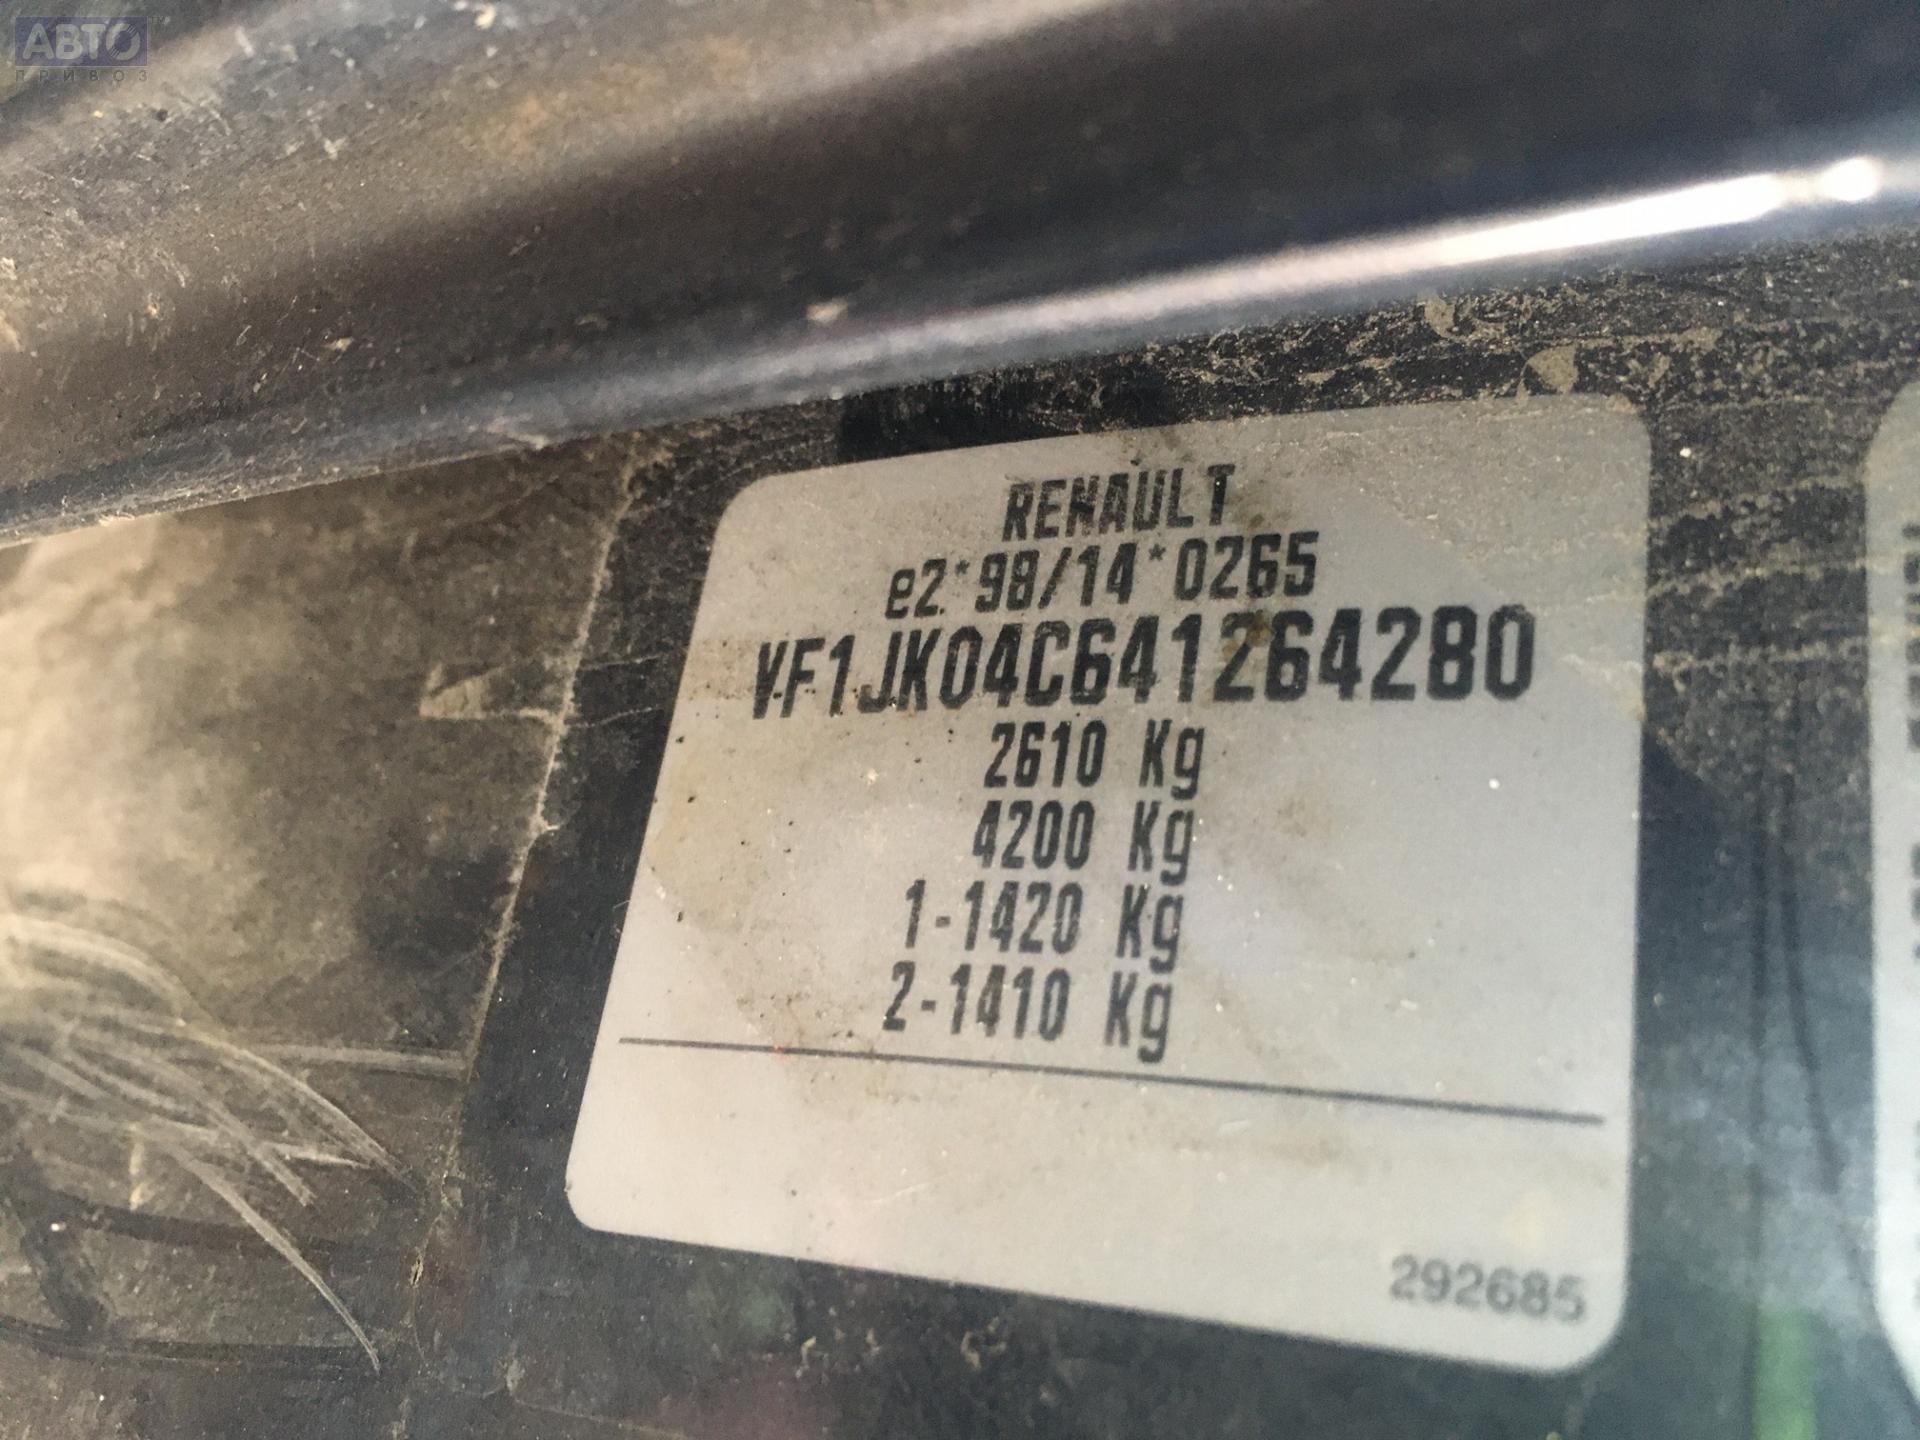 АВТО
ПРИВОЗ
RENAULT
e2*98/14*0265
VF1JK04C641264280
2610 Kg
4200 Kg
1-1420 Kg
2-1410 Kg
292685